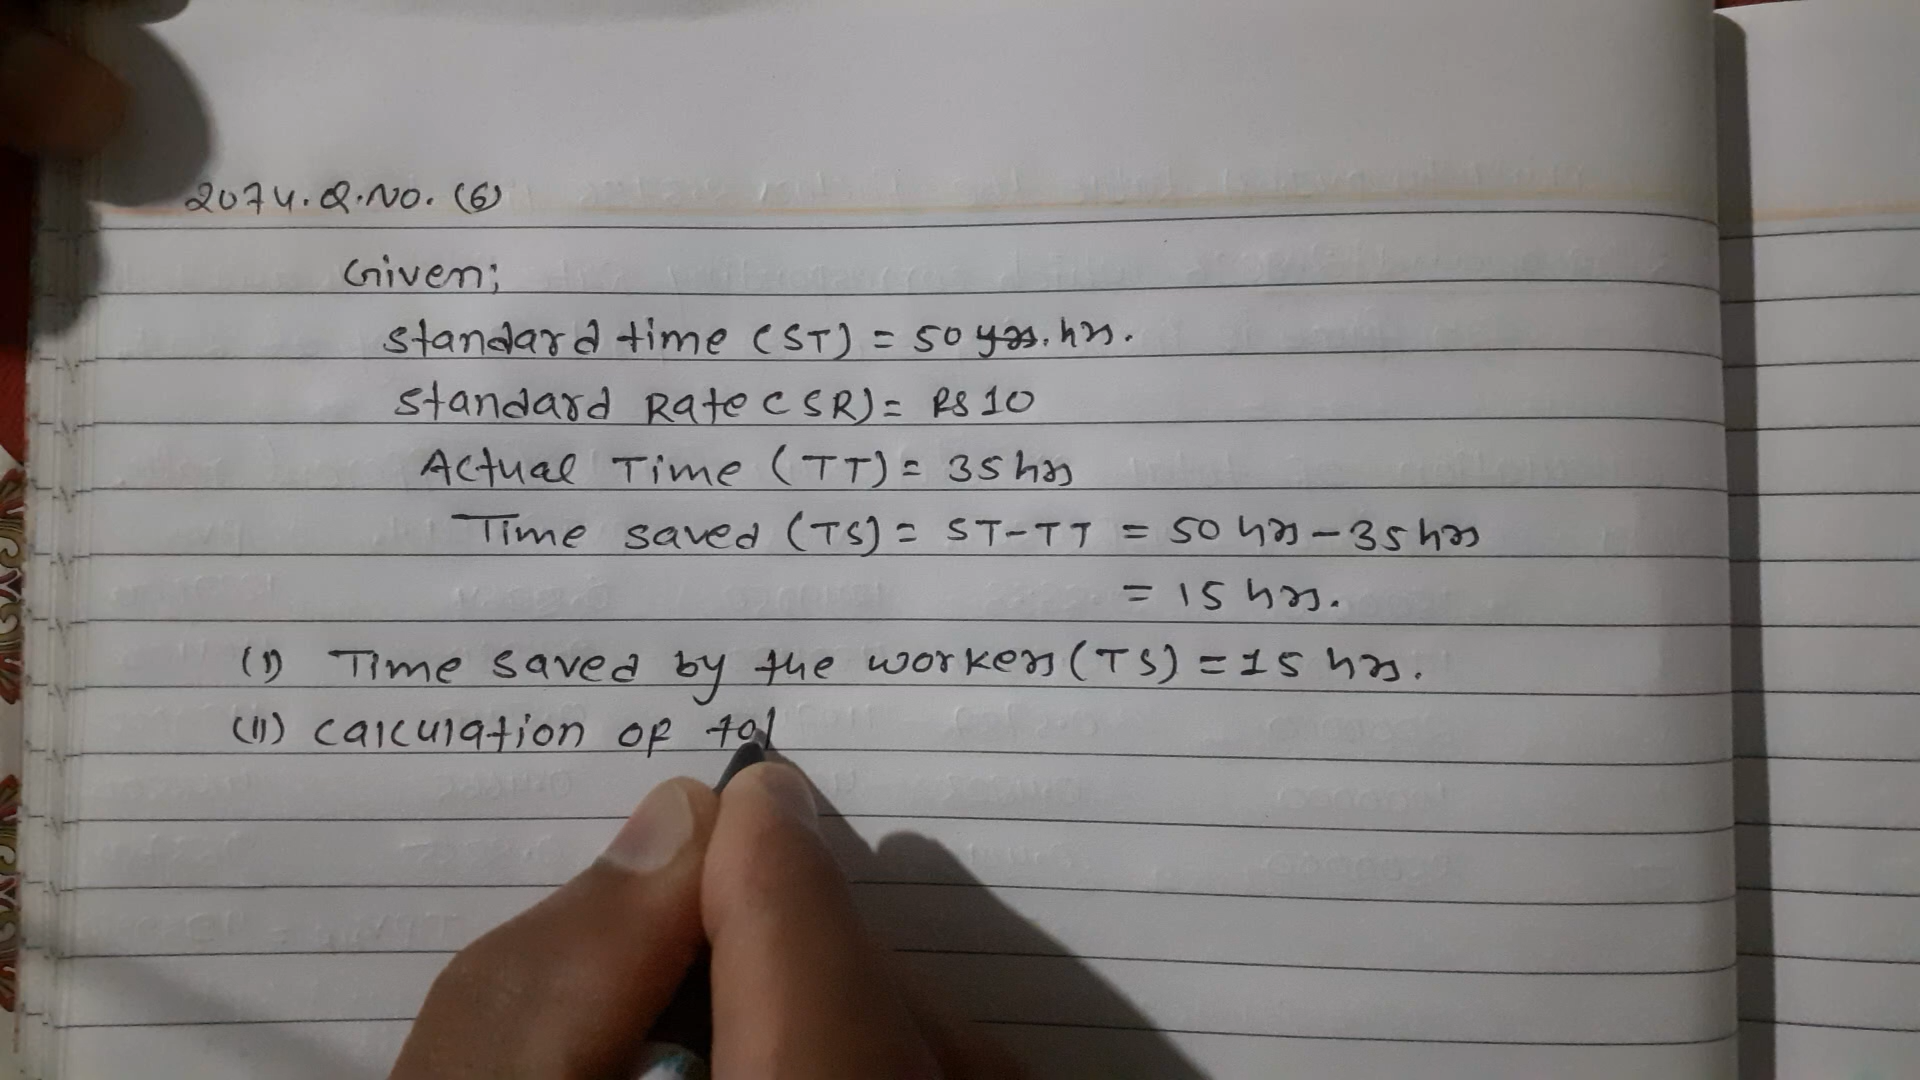 2074. Q.No. (6)
Given;
Standard time (ST) = 50 yrs. hrs.
Standard Rate (SR) = RS 10
Actual Time (TT) = 35 hrs
Time saved (TS) = ST-TT = 50 hrs - 35 hrs
= 15 hrs.
(i) Time saved by the workers (TS) = 15 hrs.
(ii) calculation of tol